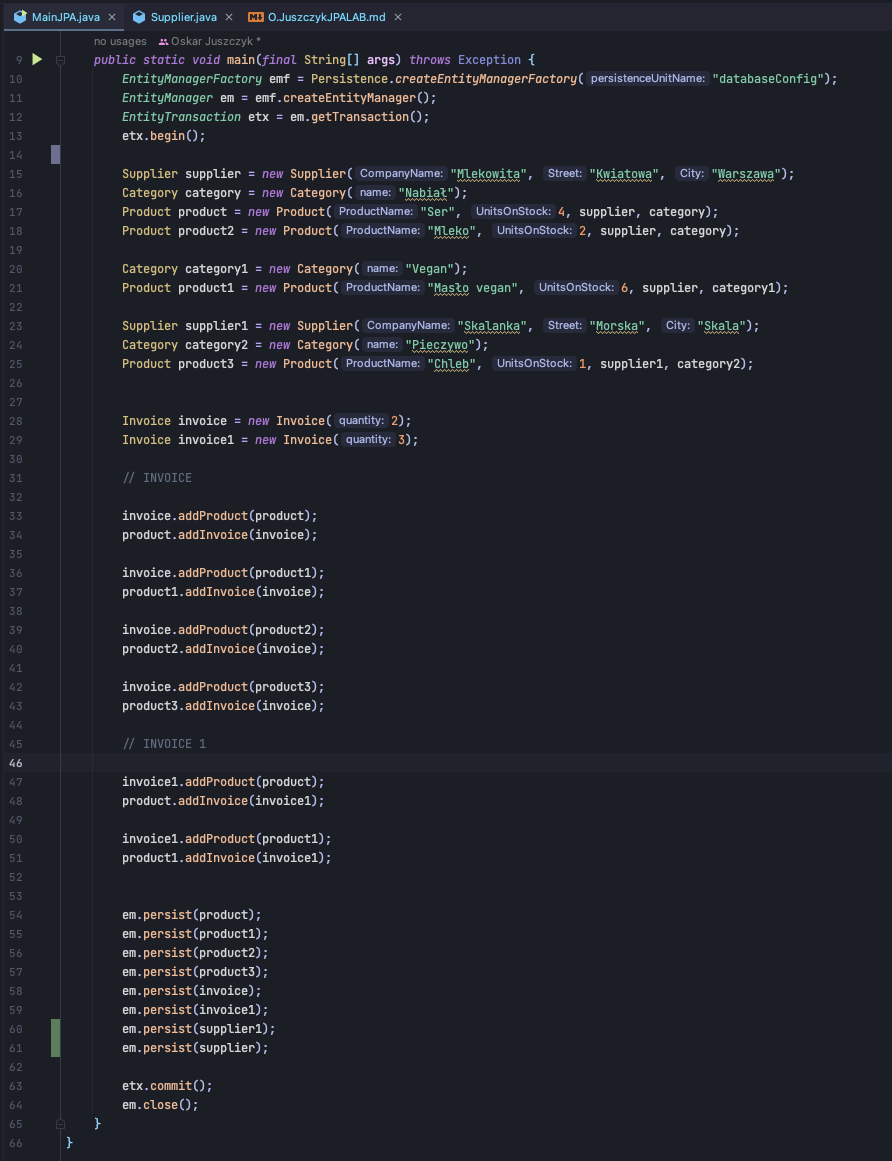 MainJPA.java × Supplier.java × O.JuszczykJPALAB.md ×
no usages Oskar Juszczyk *
9 public static void main(final String[] args) throws Exception {
10 EntityManagerFactory emf = Persistence.createEntityManagerFactory( persistenceUnitName: "databaseConfig");
11 EntityManager em = emf.createEntityManager();
12 EntityTransaction etx = em.getTransaction();
13 etx.begin();
14
15 Supplier supplier = new Supplier( CompanyName: "Mlekowita", Street: "Kwiatowa", City: "Warszawa");
16 Category category = new Category( name: "Nabiał");
17 Product product = new Product( ProductName: "Ser", UnitsOnStock: 4, supplier, category);
18 Product product2 = new Product( ProductName: "Mleko", UnitsOnStock: 2, supplier, category);
19
20 Category category1 = new Category( name: "Vegan");
21 Product product1 = new Product( ProductName: "Masło vegan", UnitsOnStock: 6, supplier, category1);
22
23 Supplier supplier1 = new Supplier( CompanyName: "Skalanka", Street: "Morska", City: "Skala");
24 Category category2 = new Category( name: "Pieczywo");
25 Product product3 = new Product( ProductName: "Chleb", UnitsOnStock: 1, supplier1, category2);
26
27
28 Invoice invoice = new Invoice( quantity: 2);
29 Invoice invoice1 = new Invoice( quantity: 3);
30
31 // INVOICE
32
33 invoice.addProduct(product);
34 product.addInvoice(invoice);
35
36 invoice.addProduct(product1);
37 product1.addInvoice(invoice);
38
39 invoice.addProduct(product2);
40 product2.addInvoice(invoice);
41
42 invoice.addProduct(product3);
43 product3.addInvoice(invoice);
44
45 // INVOICE 1
46
47 invoice1.addProduct(product);
48 product.addInvoice(invoice1);
49
50 invoice1.addProduct(product1);
51 product1.addInvoice(invoice1);
52
53
54 em.persist(product);
55 em.persist(product1);
56 em.persist(product2);
57 em.persist(product3);
58 em.persist(invoice);
59 em.persist(invoice1);
60 em.persist(supplier1);
61 em.persist(supplier);
62
63 etx.commit();
64 em.close();
65 }
66 }